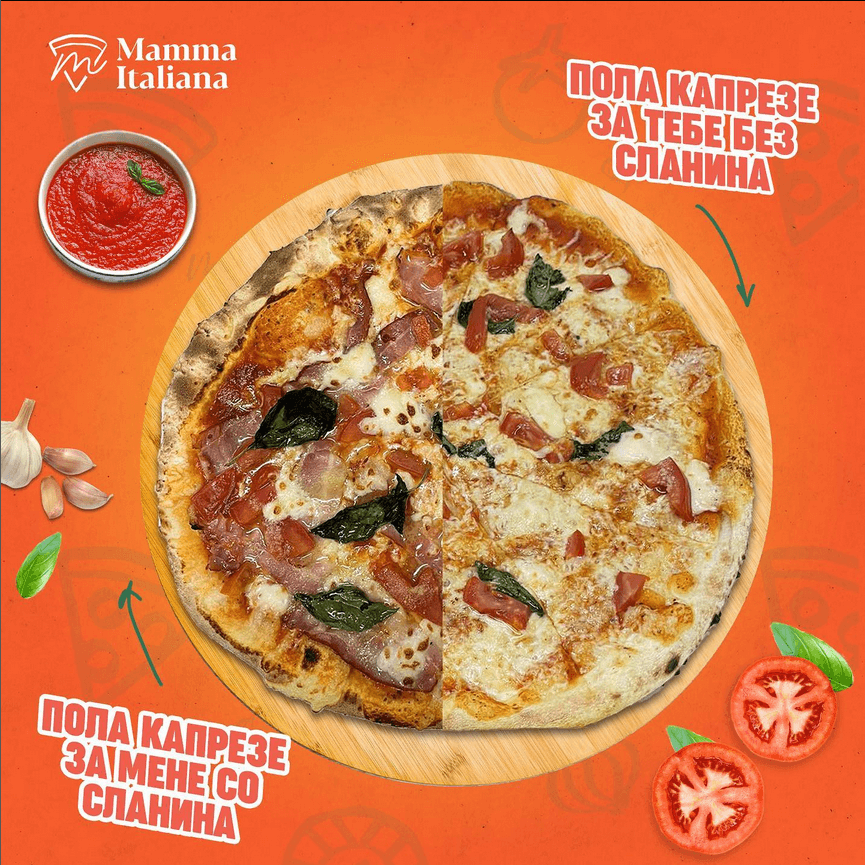 Mamma
Italiana
ПОЛА КАПРЕЗЕ
ЗА ТЕБЕ БЕЗ
СЛАНИНА
ПОЛА КАПРЕЗЕ
ЗА МЕНЕ СО
СЛАНИНА